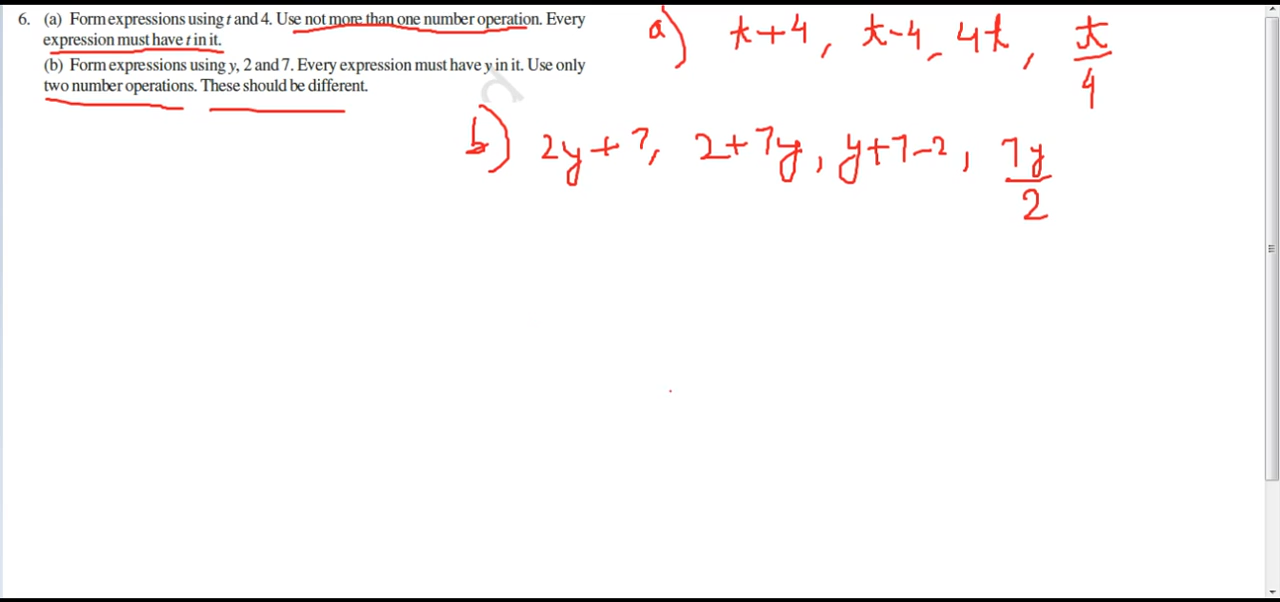 6. (a) Form expressions using t and 4. Use not more than one number operation. Every
expression must have t in it.
(b) Form expressions using y, 2 and 7. Every expression must have y in it. Use only
two number operations. These should be different.
a) t+4, t-4, 4t, t/4
b) 2y+7, 2+7y, y+7-2, 7y/2